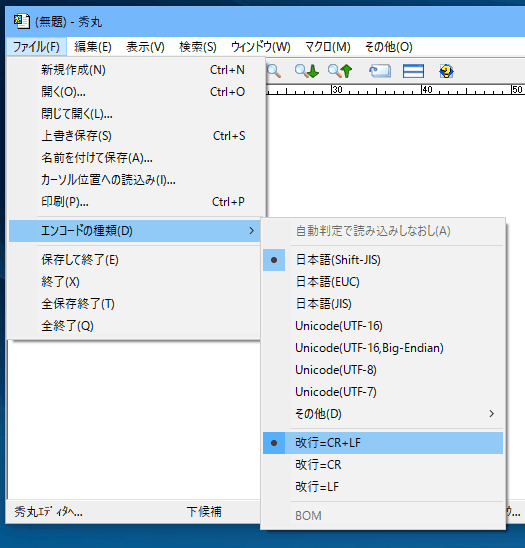 (無題) - 秀丸
ファイル(F) 編集(E) 表示(V) 検索(S) ウィンドウ(W) マクロ(M) その他(O)
30 40 50
新規作成(N) Ctrl+N
開く(O)... Ctrl+O
閉じて開く(L)...
上書き保存(S) Ctrl+S
名前を付けて保存(A)...
カーソル位置への読込み(I)...
印刷(P)... Ctrl+P
エンコードの種類(D)
保存して終了(E)
終了(X)
全保存終了(T)
全終了(Q)
自動判定で読み込みしなおし(A)
日本語(Shift-JIS)
日本語(EUC)
日本語(JIS)
Unicode(UTF-16)
Unicode(UTF-16,Big-Endian)
Unicode(UTF-8)
Unicode(UTF-7)
その他(D)
改行=CR+LF
改行=CR
改行=LF
BOM
秀丸ｴﾃﾞｨﾀへ... 下候補